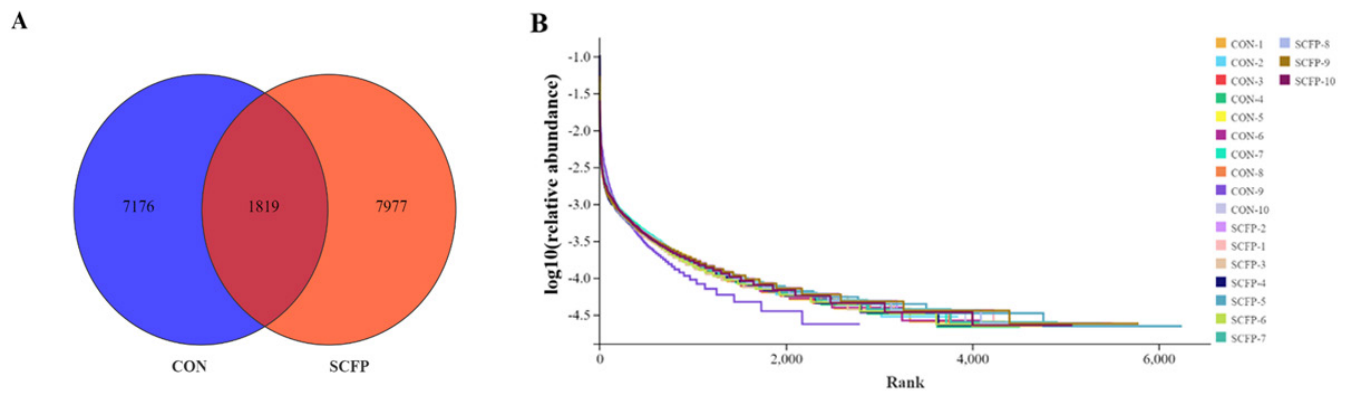 A
7176
1819
7977
CON
SCFP
B
log10(relative abundance)
-1.0
-1.5
-2.0
-2.5
-3.0
-3.5
-4.0
-4.5
0
2,000
4,000
6,000
Rank
CON-1
CON-2
CON-3
CON-4
CON-5
CON-6
CON-7
CON-8
CON-9
CON-10
SCFP-2
SCFP-1
SCFP-3
SCFP-4
SCFP-5
SCFP-6
SCFP-7
SCFP-8
SCFP-9
SCFP-10